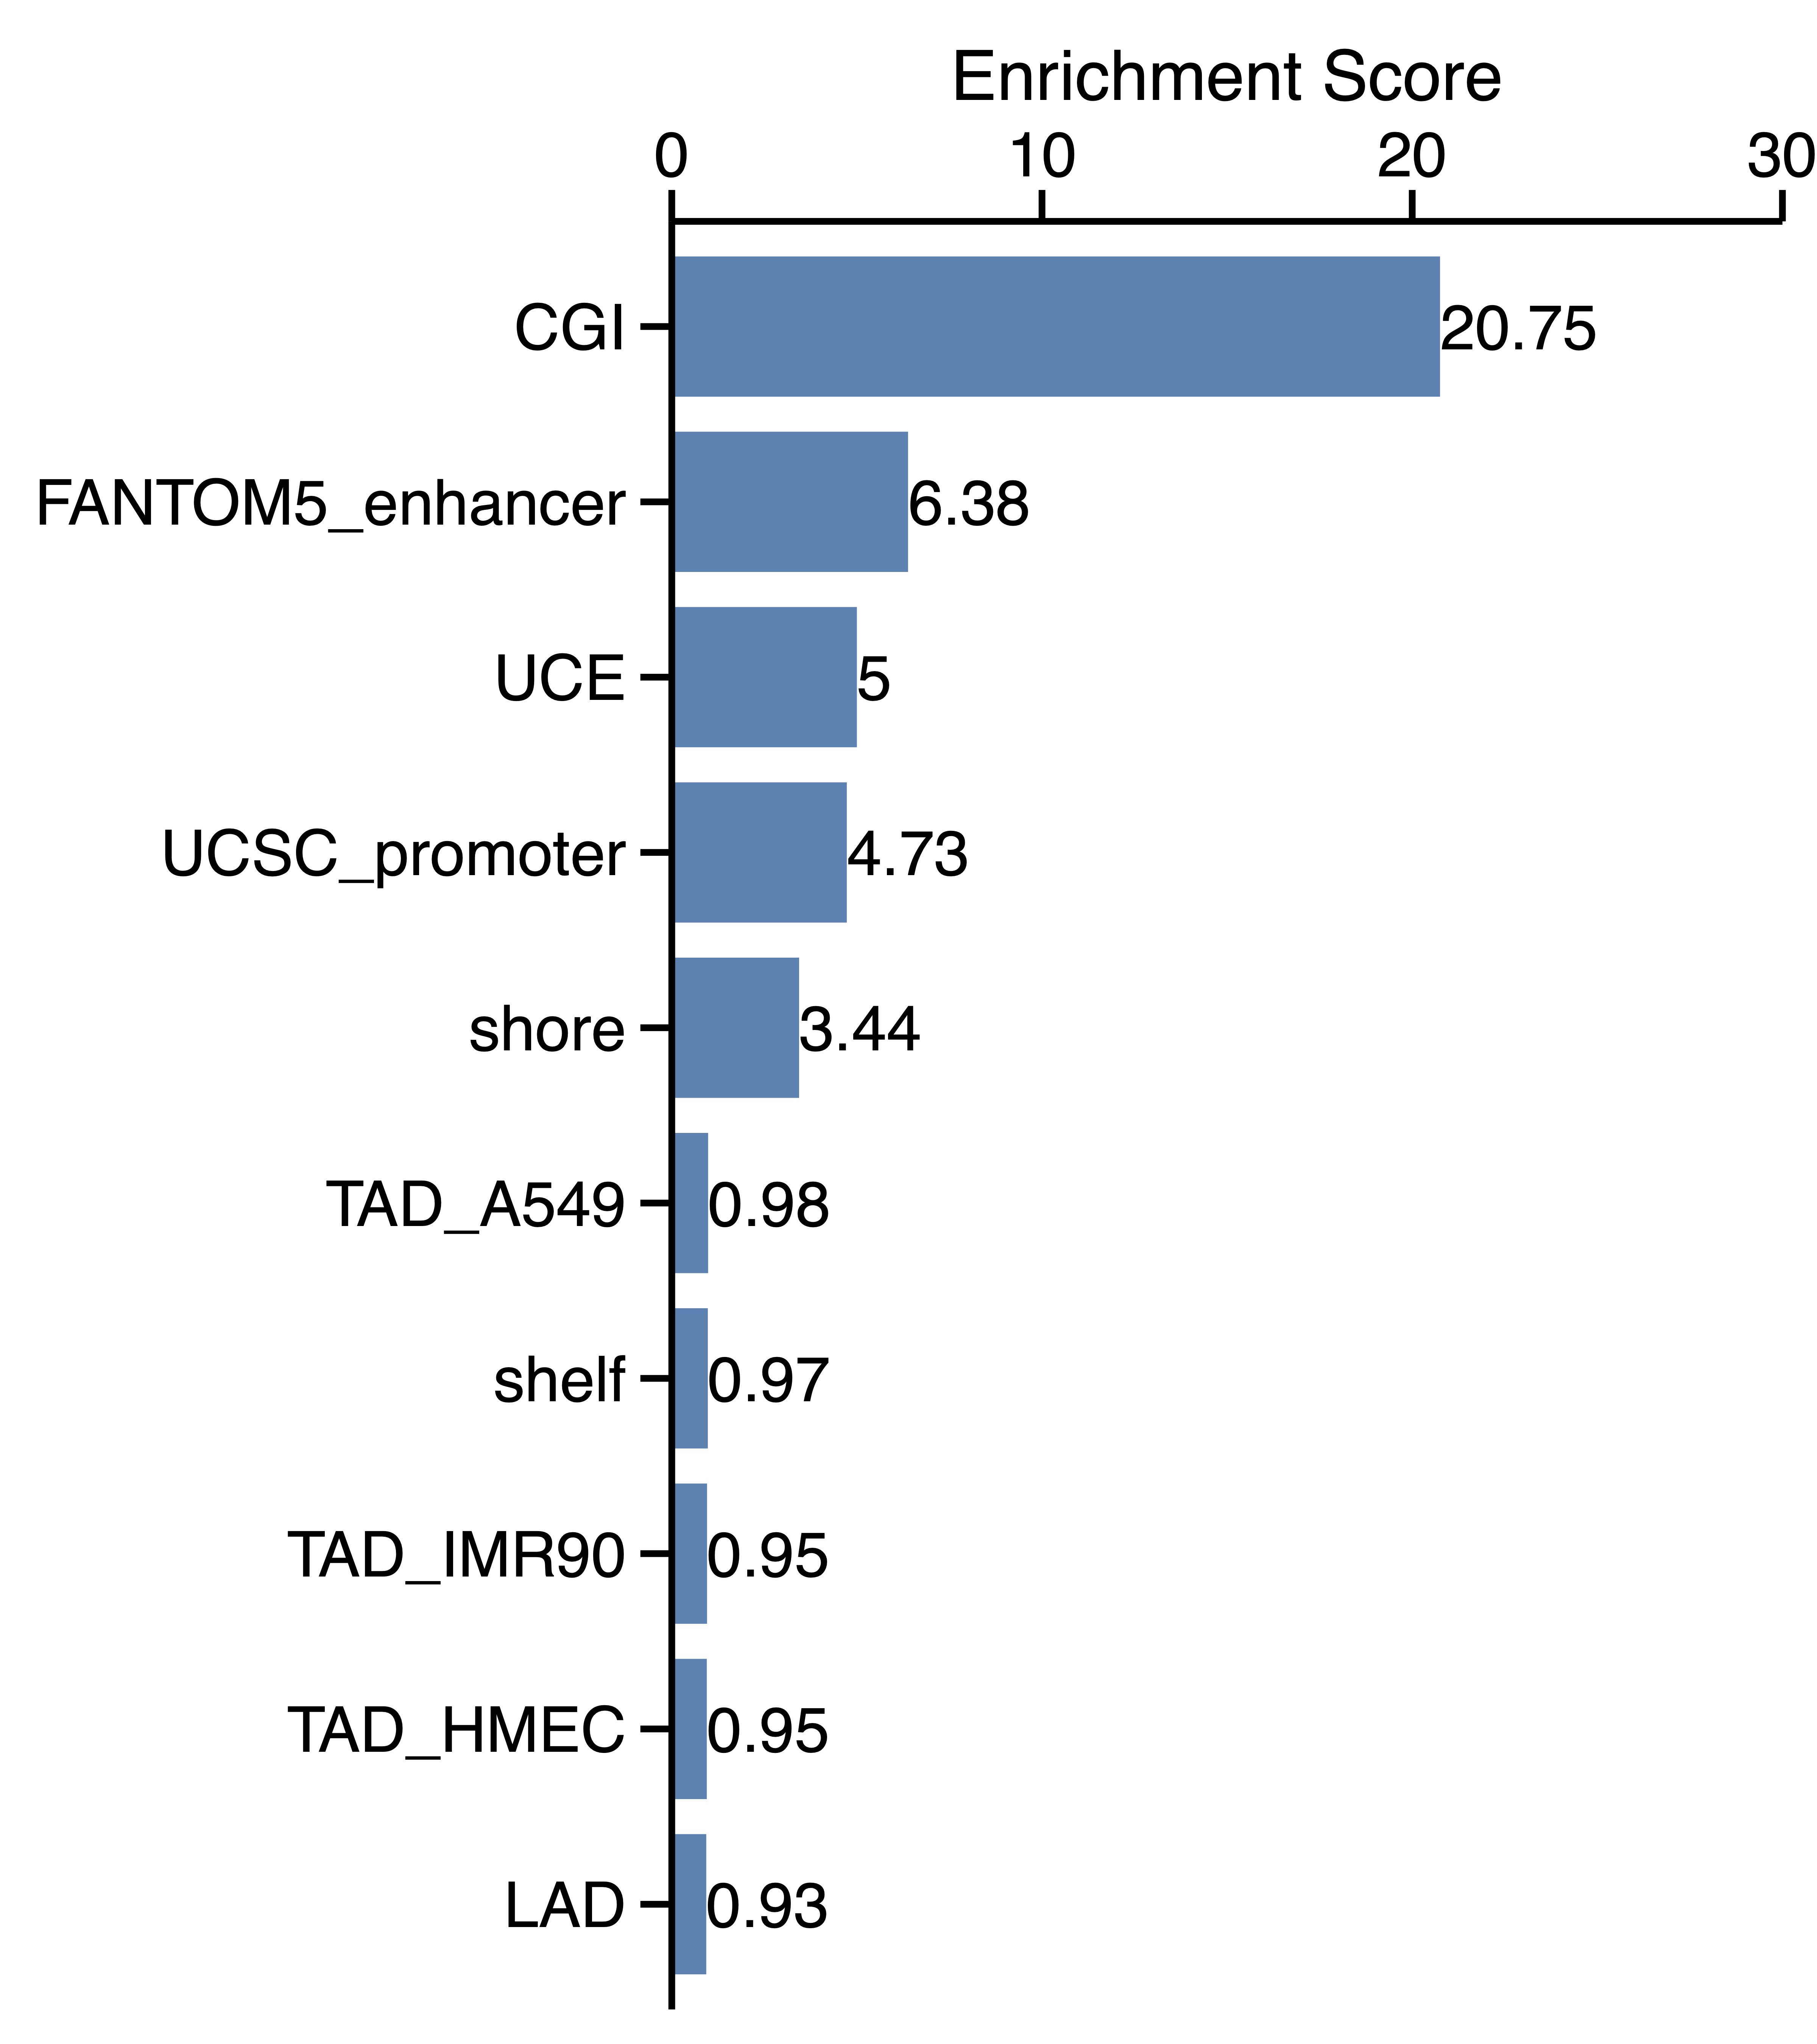 Enrichment Score
0 10 20 30
CGI 20.75
FANTOM5_enhancer 6.38
UCE 5
UCSC_promoter 4.73
shore 3.44
TAD_A549 0.98
shelf 0.97
TAD_IMR90 0.95
TAD_HMEC 0.95
LAD 0.93